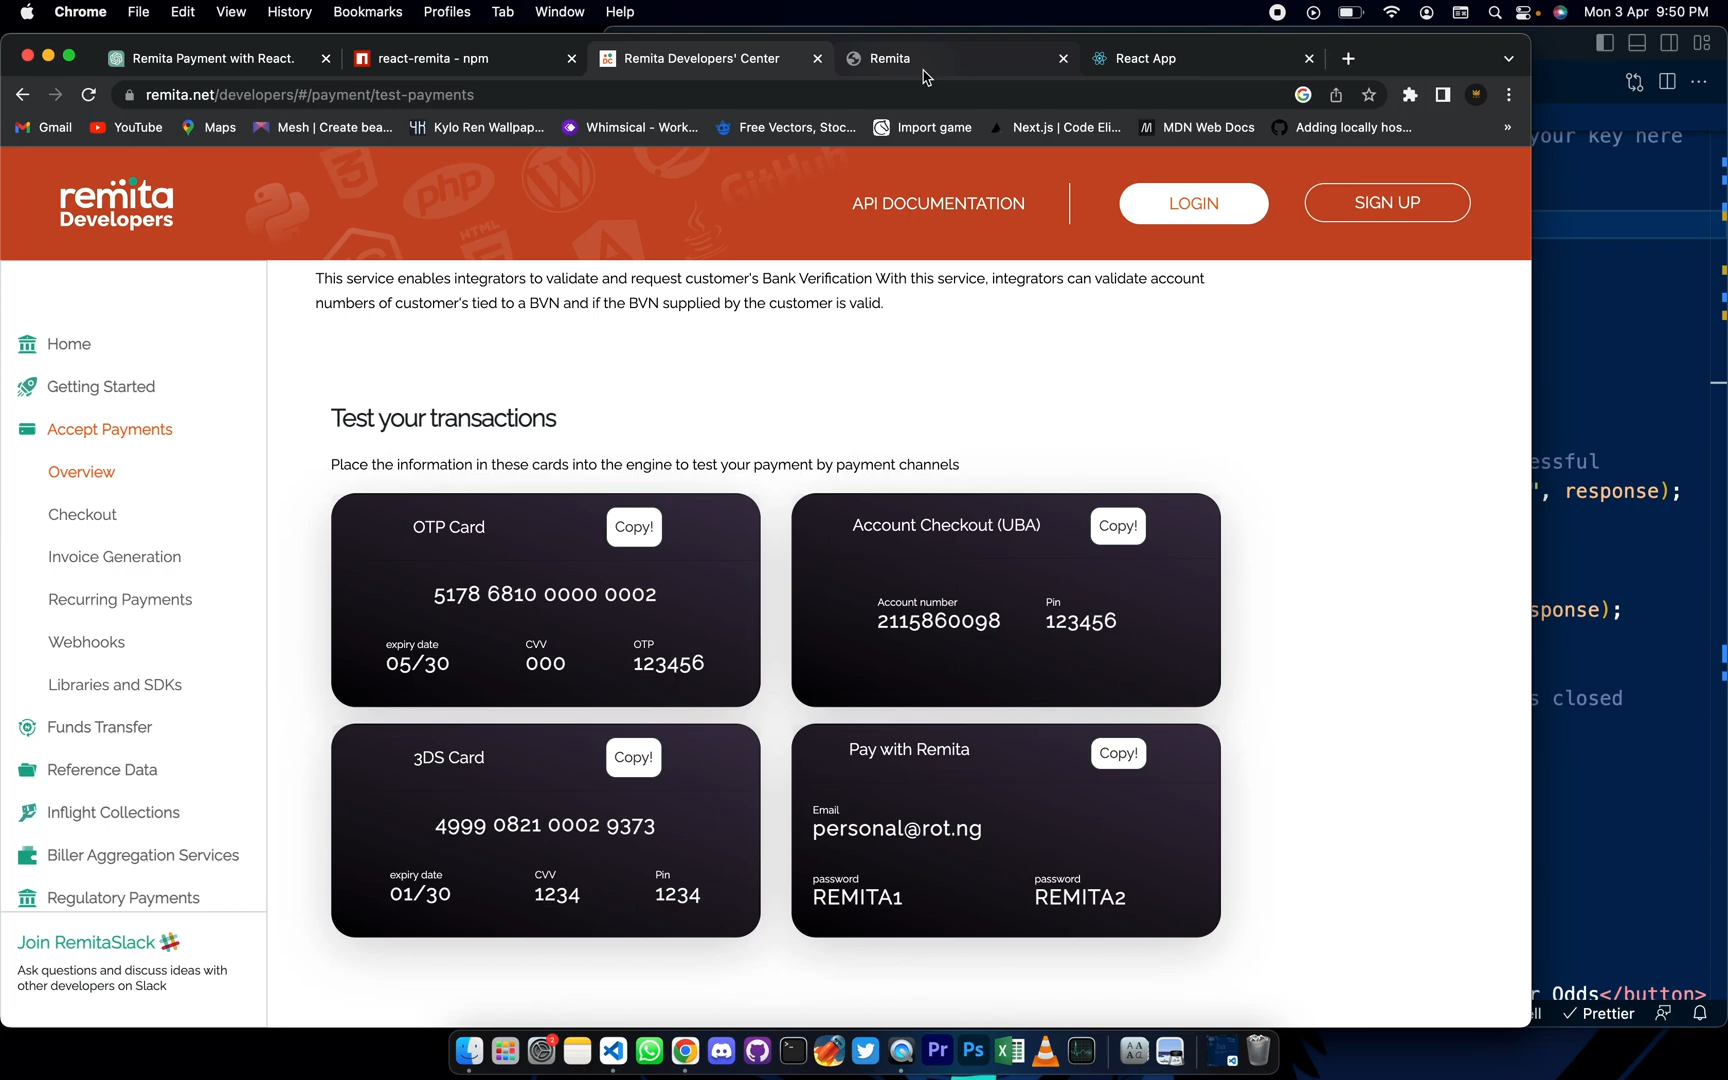 Chrome File Edit View History Bookmarks Profiles Tab Window Help Mon 3 Apr 9:50 PM
Remita Payment with React. react-remita - npm Remita Developers' Center Remita React App
remita.net/developers/#/payment/test-payments
Gmail YouTube Maps Mesh | Create bea... Kylo Ren Wallpap... Whimsical - Work... Free Vectors, Stoc... Import game Next.js | Code Eli... MDN Web Docs Adding locally hos... »
your key here
remita
Developers
php
HTML
GitHub
API DOCUMENTATION LOGIN SIGN UP
This service enables integrators to validate and request customer's Bank Verification With this service, integrators can validate account
numbers of customer's tied to a BVN and if the BVN supplied by the customer is valid.
Home
Getting Started
Accept Payments
Overview
Checkout
Invoice Generation
Recurring Payments
Webhooks
Libraries and SDKs
Funds Transfer
Reference Data
Inflight Collections
Biller Aggregation Services
Regulatory Payments
Join RemitaSlack
Ask questions and discuss ideas with
other developers on Slack
Test your transactions
Place the information in these cards into the engine to test your payment by payment channels
OTP Card Copy!
5178 6810 0000 0002
expiry date CVV OTP
05/30 000 123456
Account Checkout (UBA) Copy!
Account number Pin
2115860098 123456
3DS Card Copy!
4999 0821 0002 9373
expiry date CVV Pin
01/30 1234 1234
Pay with Remita Copy!
Email
personal@rot.ng
password password
REMITA1 REMITA2
essful
', response);
sponse);
s closed
r Odds</button>
ell ✓ Prettier
2
Pr Ps